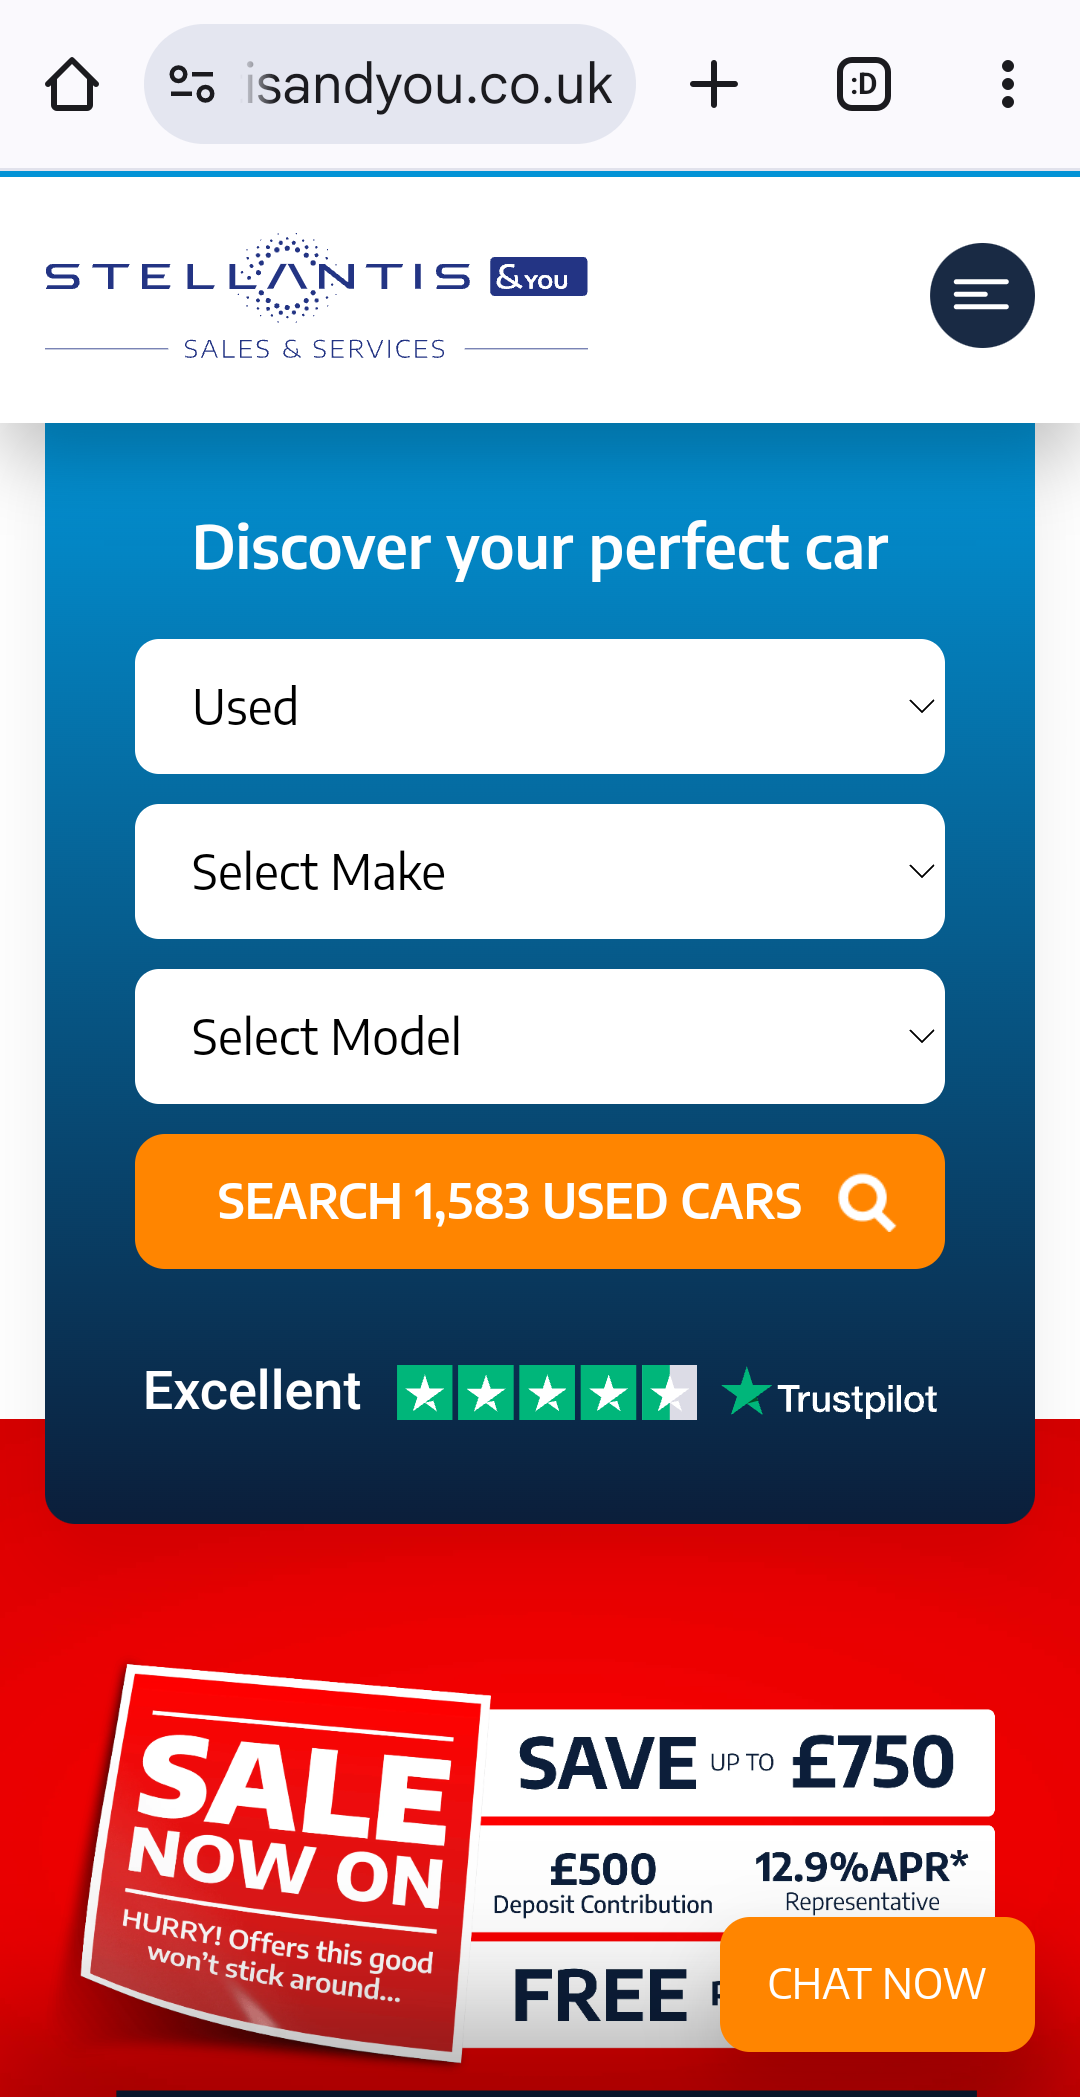 isandyou.co.uk
:D
STELLANTIS &YOU
SALES & SERVICES
Discover your perfect car
Used
Select Make
Select Model
SEARCH 1,583 USED CARS
Excellent Trustpilot
SALE
NOW ON
HURRY! Offers this good
won't stick around...
SAVE UP TO £750
£500 12.9%APR*
Deposit Contribution Representative
FREE
CHAT NOW